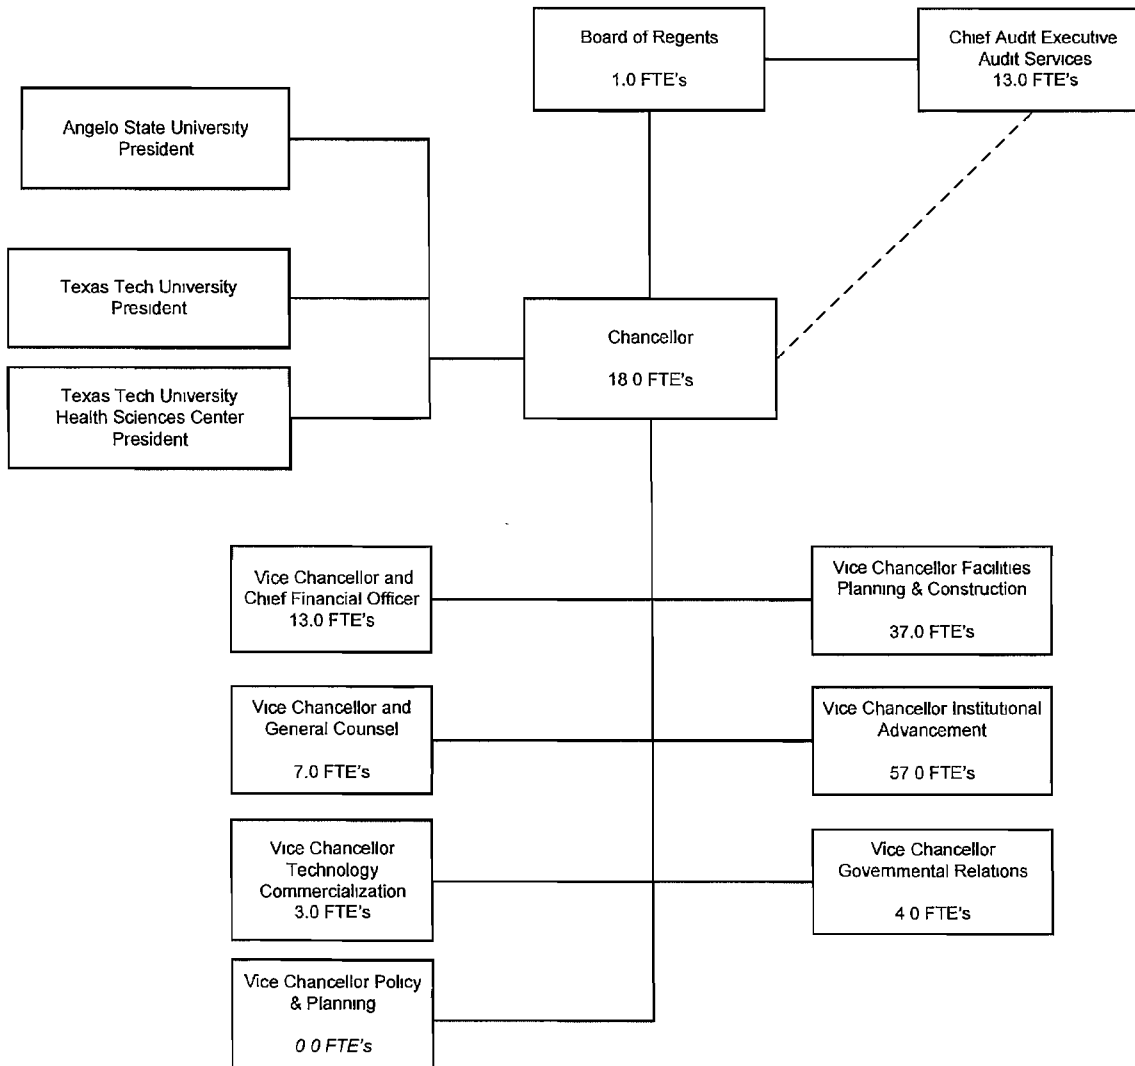 Board of Regents
1.0 FTE's
Chief Audit Executive
Audit Services
13.0 FTE's
Angelo State University
President
Texas Tech University
President
Texas Tech University
Health Sciences Center
President
Chancellor
18 0 FTE's
Vice Chancellor and
Chief Financial Officer
13.0 FTE's
Vice Chancellor Facilities
Planning & Construction
37.0 FTE's
Vice Chancellor and
General Counsel
7.0 FTE's
Vice Chancellor Institutional
Advancement
57 0 FTE's
Vice Chancellor
Technology
Commercialization
3.0 FTE's
Vice Chancellor
Governmental Relations
4 0 FTE's
Vice Chancellor Policy
& Planning
0 0 FTE's